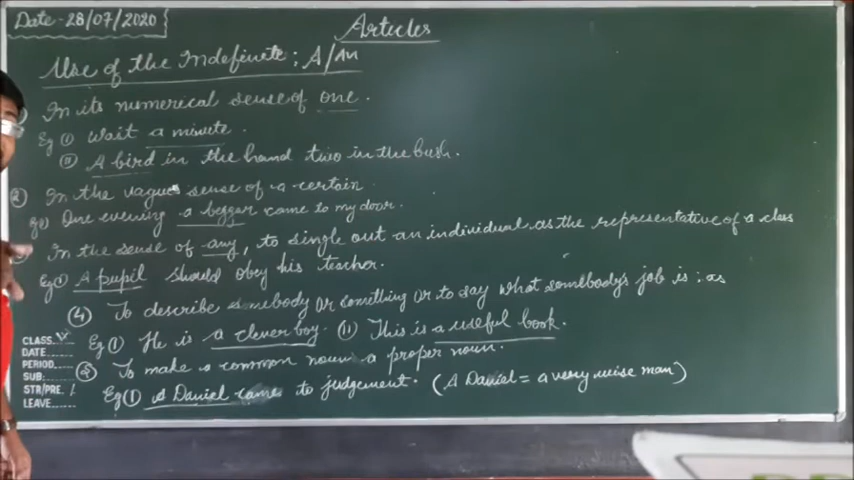 Date - 28/07/2020
Articles
Use of the Indefinete : A/An
In its numerical sense of one.
Eg (i) Wait a minute.
(ii) A bird in the hand two in the bush.
(2) In the vague sense of a certain
Eg (i) One evening a beggar came to my door.
In the sense of any, to single out an individual as the representative of a class
Eg (i) A pupil should obey his teacher.
(4) To describe somebody or something or to say what somebody's job is ; as
Eg (i) He is a clever boy. (ii) This is a useful book.
(5) To make a common noun a proper noun.
Eg (i) A Daniel came to judgement. (A Daniel = a very wise man)
CLASS
DATE
PERIOD
SUB:
STR/PRE. /
LEAVE